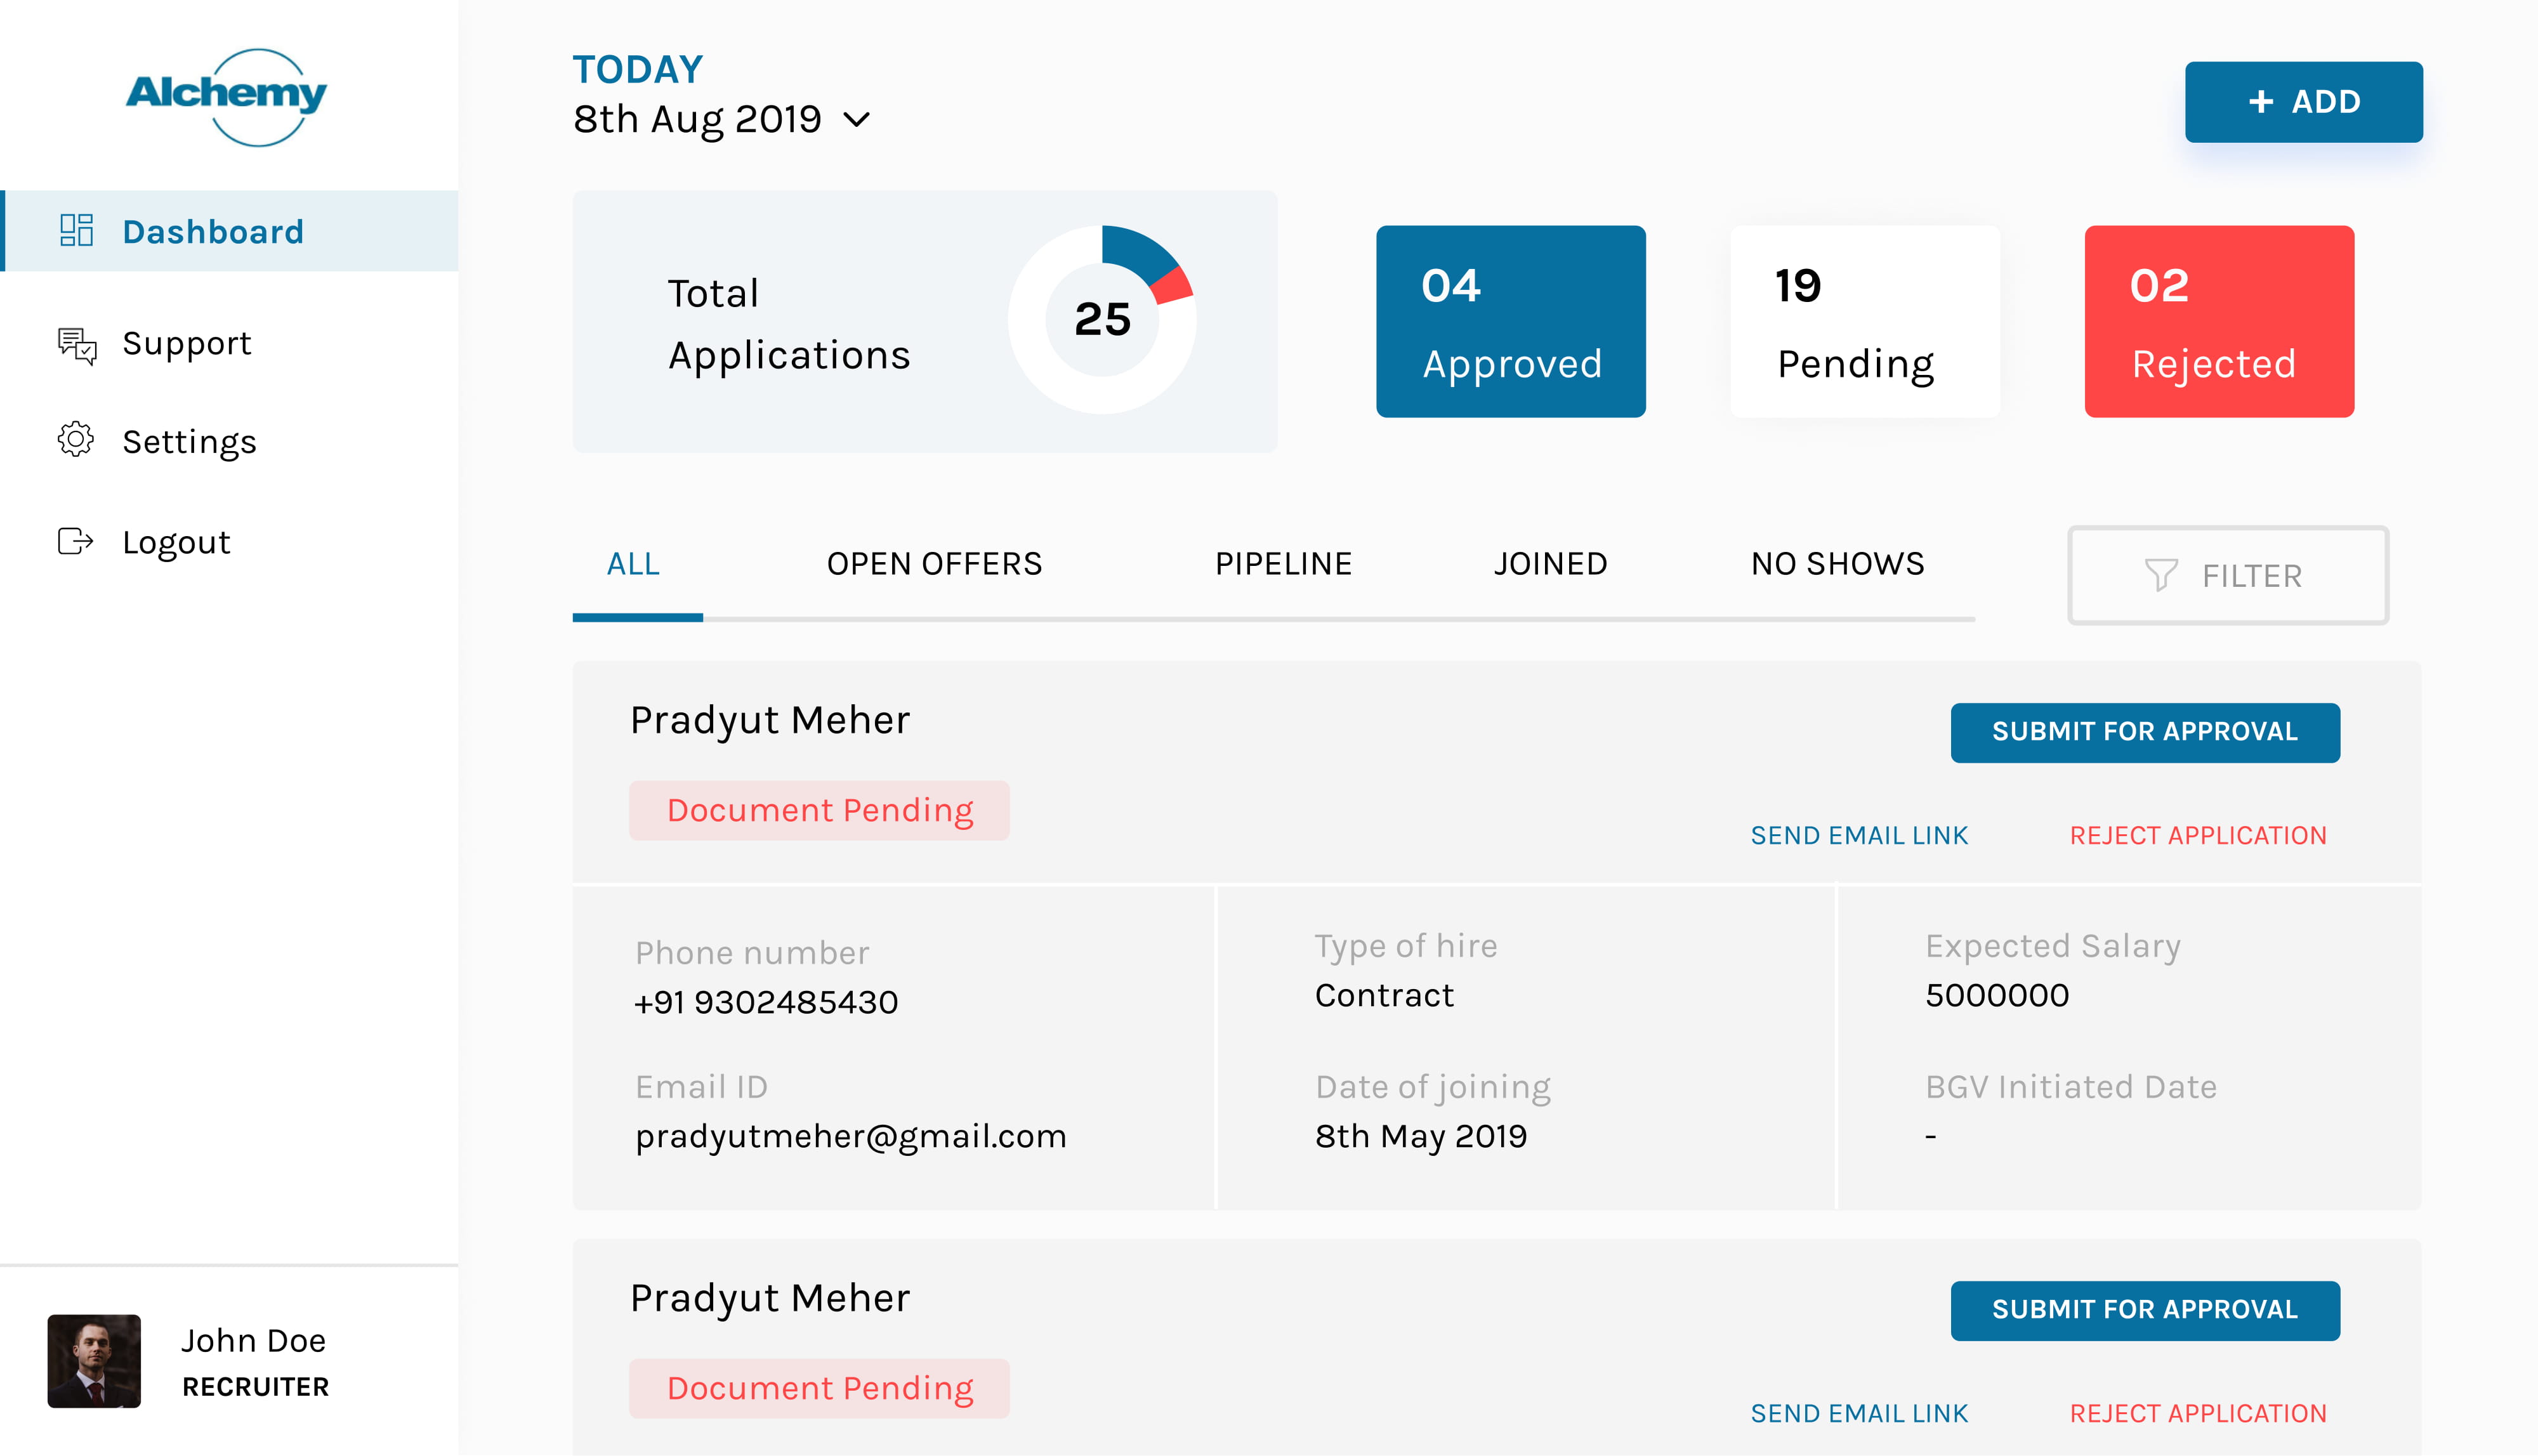 Alchemy
Dashboard
Support
Settings
Logout
John Doe
RECRUITER
TODAY
8th Aug 2019
+ ADD
Total
Applications
25
04
Approved
19
Pending
02
Rejected
ALL
OPEN OFFERS
PIPELINE
JOINED
NO SHOWS
FILTER
Pradyut Meher
SUBMIT FOR APPROVAL
Document Pending
SEND EMAIL LINK
REJECT APPLICATION
Phone number
+91 9302485430
Email ID
pradyutmeher@gmail.com
Type of hire
Contract
Date of joining
8th May 2019
Expected Salary
5000000
BGV Initiated Date
-
Pradyut Meher
SUBMIT FOR APPROVAL
Document Pending
SEND EMAIL LINK
REJECT APPLICATION